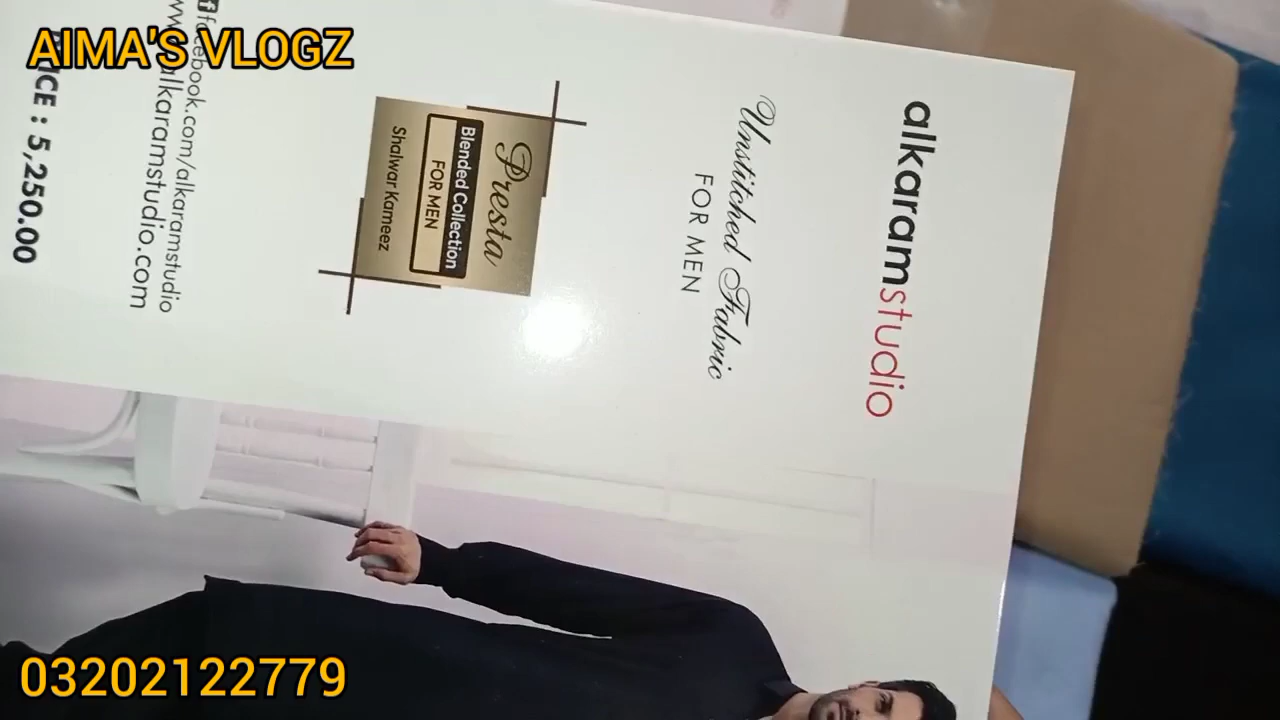 AIMA'S VLOGZ
alkaramstudio
Unstitched Fabric
FOR MEN
Presta
Blended Collection
FOR MEN
Shalwar Kameez
facebook.com/alkaramstudio
www.alkaramstudio.com
: 5,250.00
03202122779